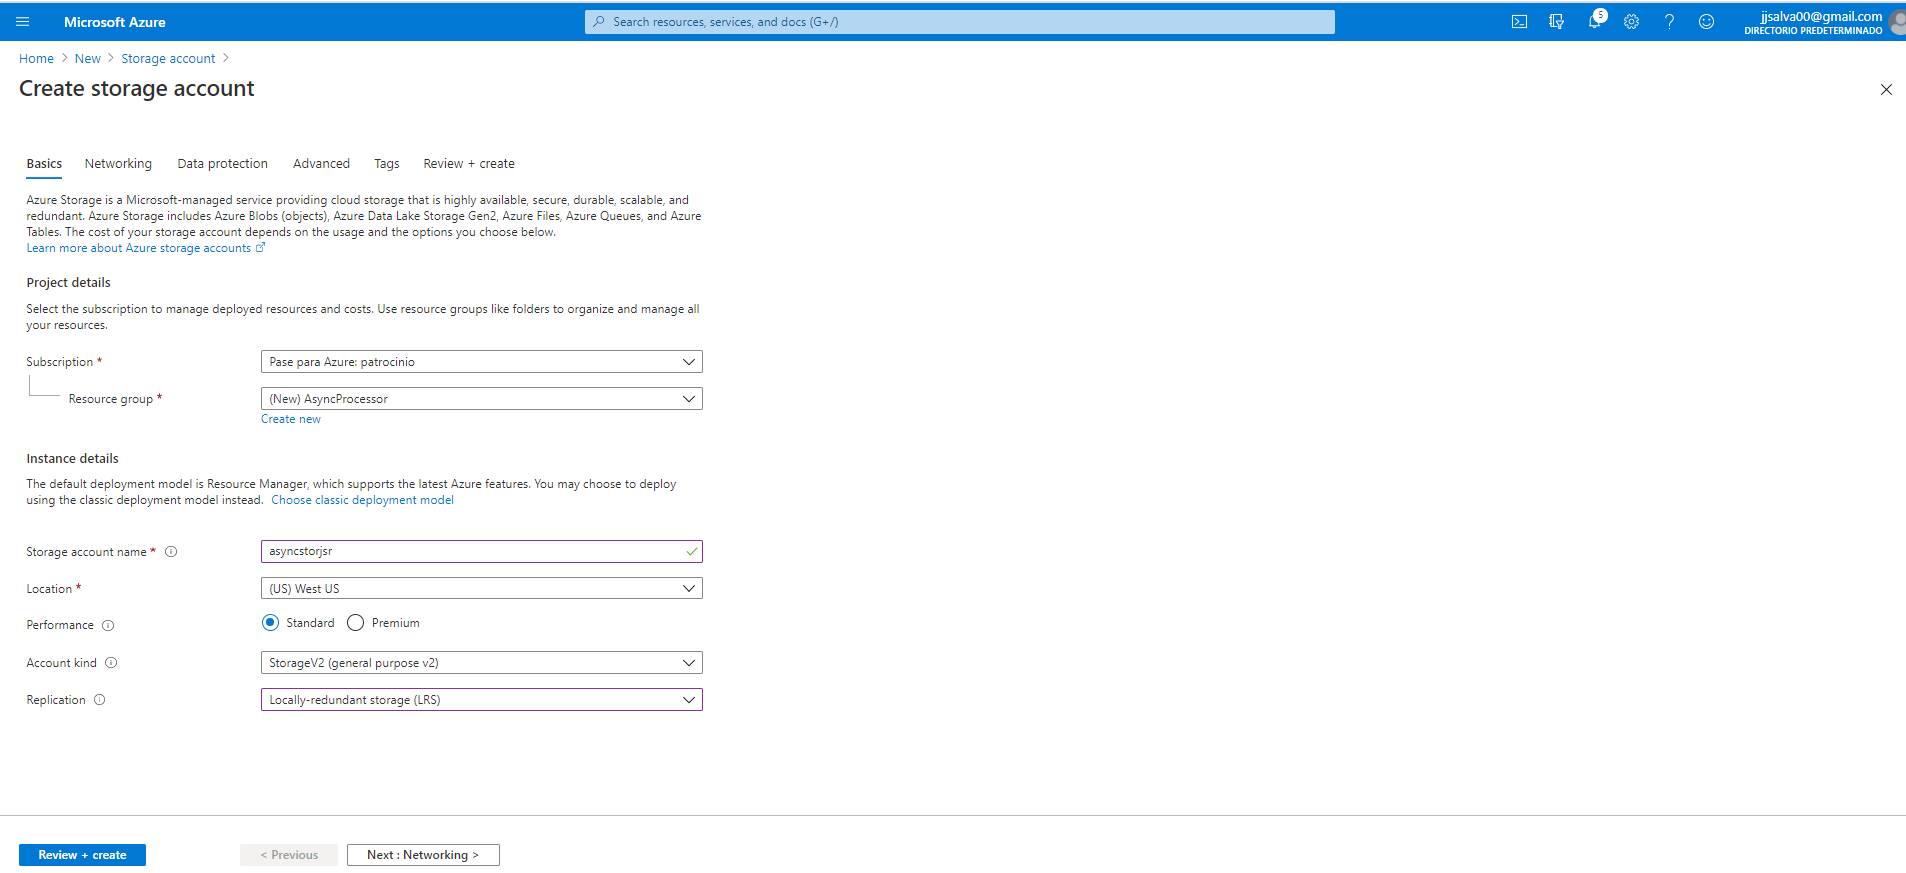 Microsoft Azure
Search resources, services, and docs (G+/)
5
jjsalva00@gmail.com
DIRECTORIO PREDETERMINADO
Home > New > Storage account >
Create storage account
Basics Networking Data protection Advanced Tags Review + create
Azure Storage is a Microsoft-managed service providing cloud storage that is highly available, secure, durable, scalable, and
redundant. Azure Storage includes Azure Blobs (objects), Azure Data Lake Storage Gen2, Azure Files, Azure Queues, and Azure
Tables. The cost of your storage account depends on the usage and the options you choose below.
Learn more about Azure storage accounts
Project details
Select the subscription to manage deployed resources and costs. Use resource groups like folders to organize and manage all
your resources.
Subscription * Pase para Azure: patrocinio
Resource group * (New) AsyncProcessor
Create new
Instance details
The default deployment model is Resource Manager, which supports the latest Azure features. You may choose to deploy
using the classic deployment model instead. Choose classic deployment model
Storage account name * asyncstorjsr
Location * (US) West US
Performance Standard Premium
Account kind StorageV2 (general purpose v2)
Replication Locally-redundant storage (LRS)
Review + create < Previous Next : Networking >